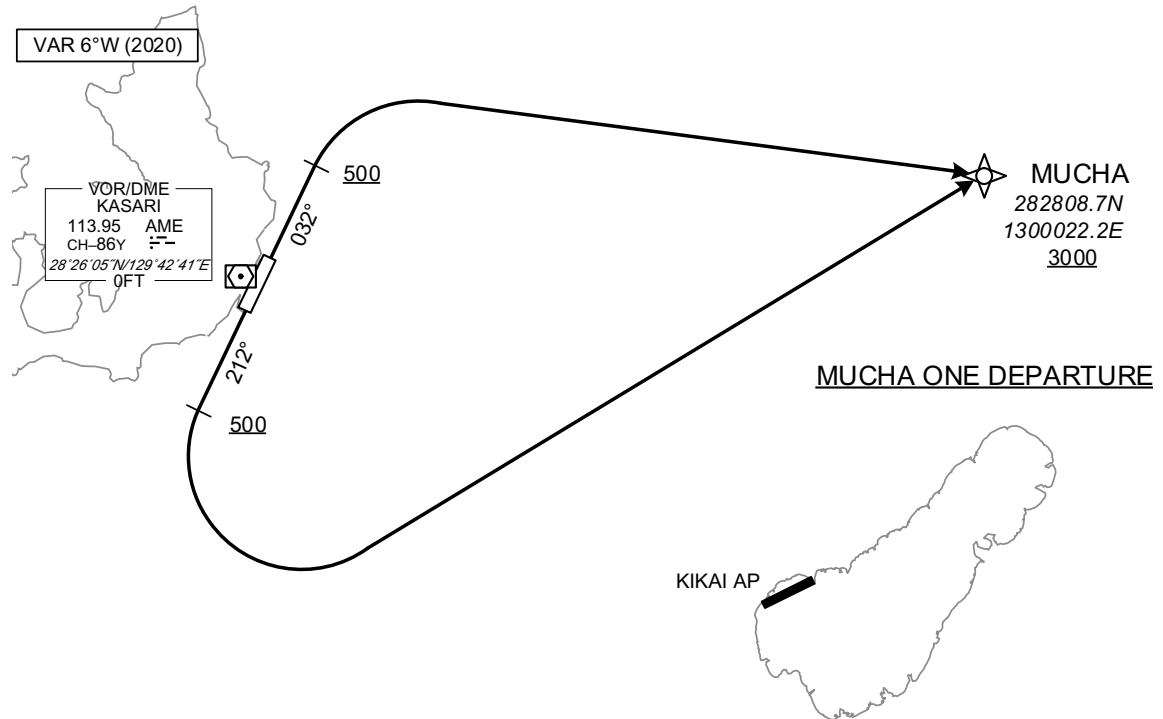 VAR 6°W (2020)
500
032°
VOR/DME
KASARI
113.95 AME
CH–86Y
28°26'05"N/129°42'41"E
0FT
212°
500
MUCHA
282808.7N
1300022.2E
3000
MUCHA ONE DEPARTURE
KIKAI AP